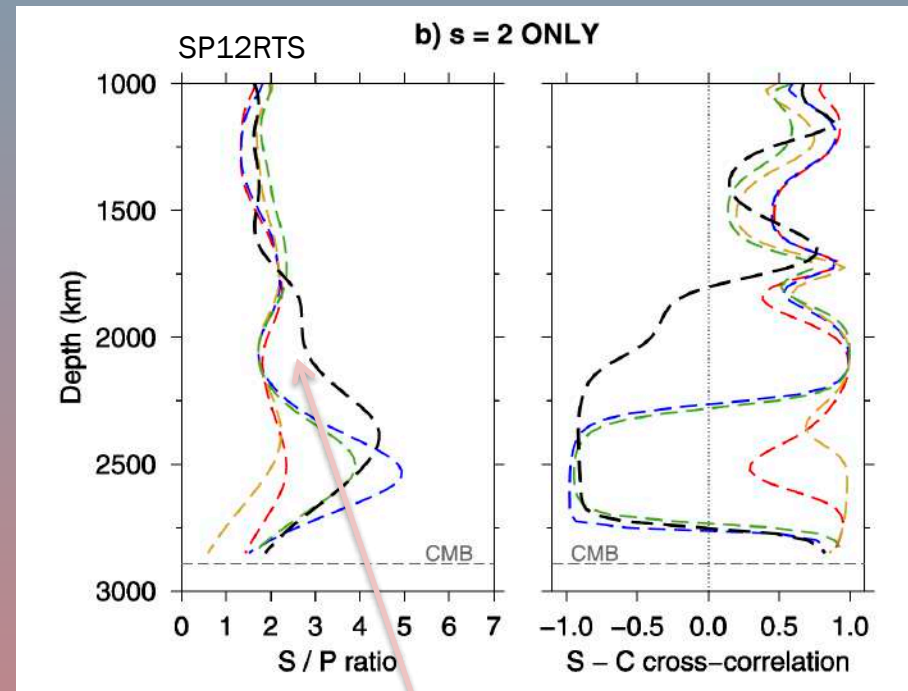 b) s = 2 ONLY
SP12RTS
1000
1500
2000
2500
3000
Depth (km)
CMB
0 1 2 3 4 5 6 7
S / P ratio
CMB
−1.0 −0.5 0.0 0.5 1.0
S − C cross−correlation